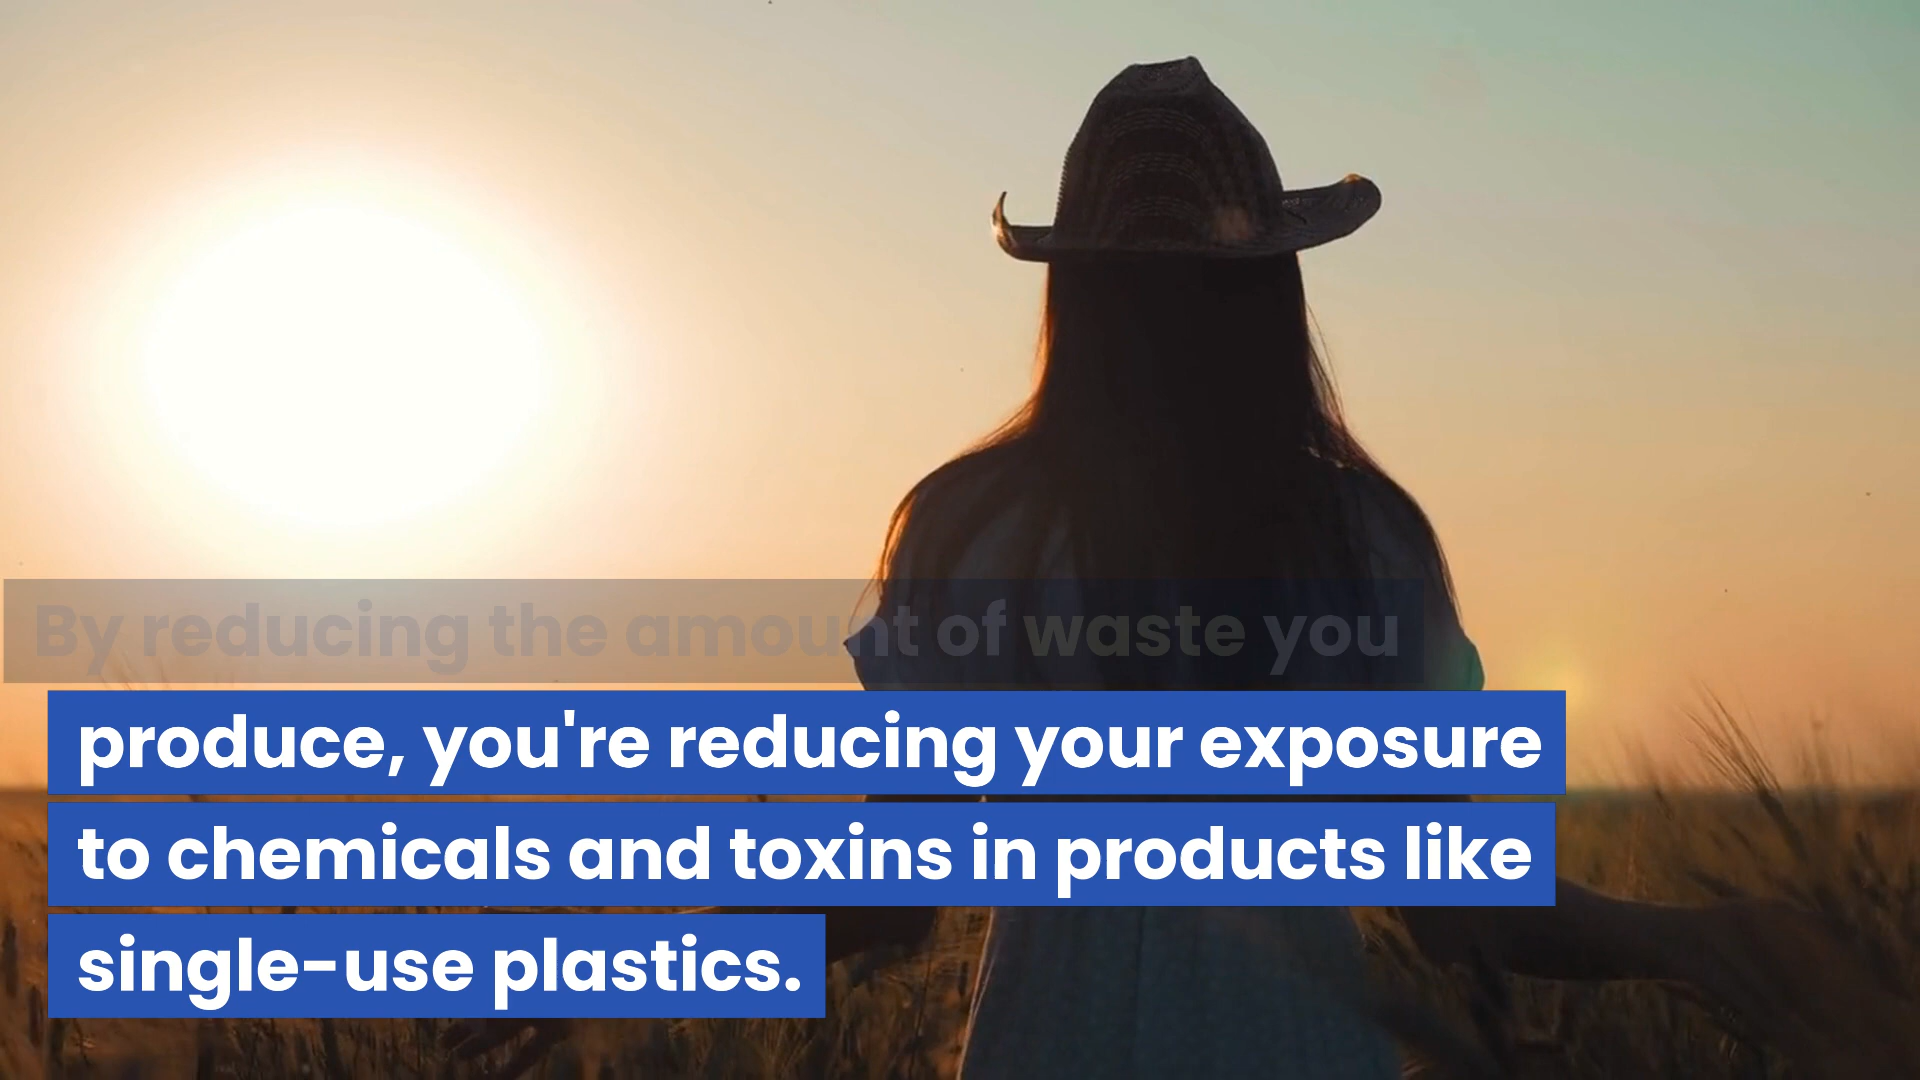 By reducing the amount of waste you
produce, you're reducing your exposure
to chemicals and toxins in products like
single-use plastics.